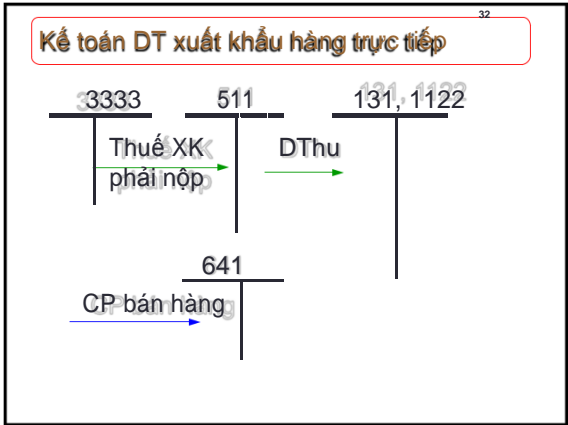 32
Kế toán DT xuất khẩu hàng trực tiếp
3333
511
131, 1122
Thuế XK
phải nộp
DThu
641
CP bán hàng